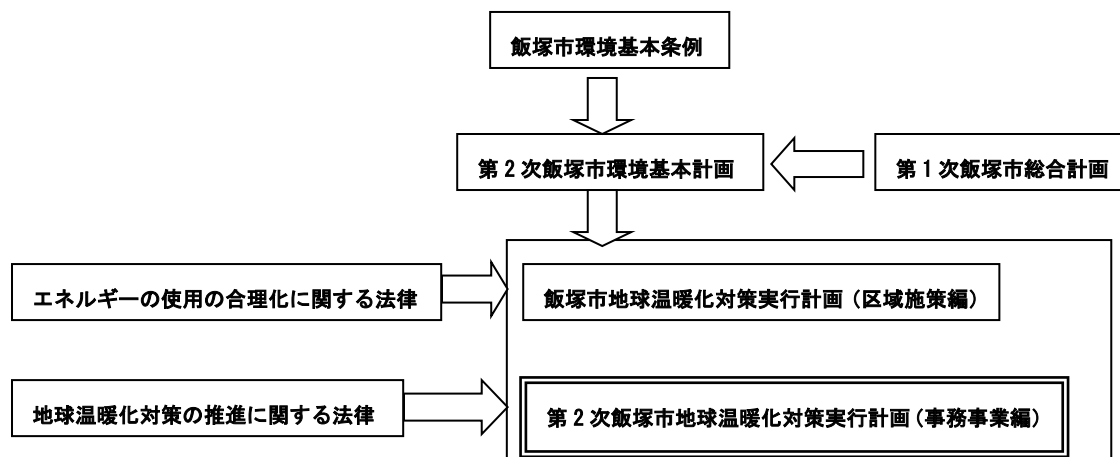 飯塚市環境基本条例
第2次飯塚市環境基本計画
第1次飯塚市総合計画
エネルギーの使用の合理化に関する法律
飯塚市地球温暖化対策実行計画（区域施策編）
地球温暖化対策の推進に関する法律
第2次飯塚市地球温暖化対策実行計画（事務事業編）